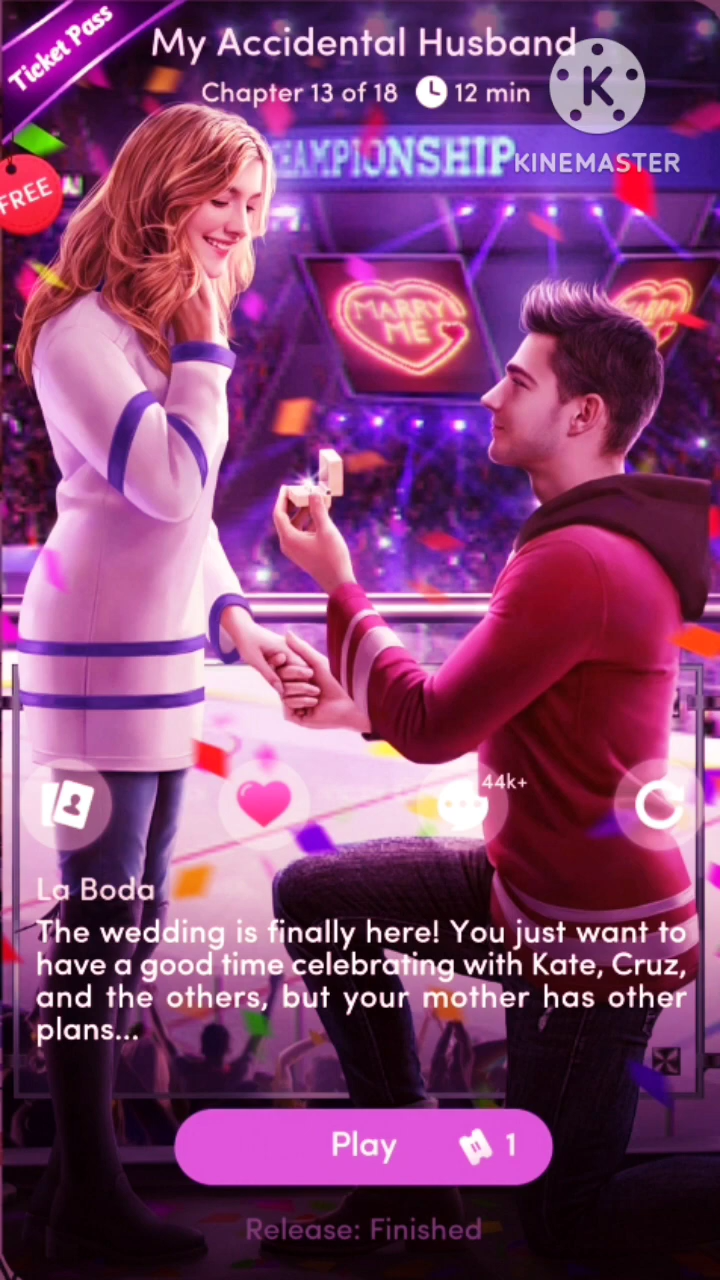 Ticket Pass
My Accidental Husband
Chapter 13 of 18 12 min
K
KINEMASTER
CHAMPIONSHIP
FREE
MARRY
ME
MARRY
44k+
La Boda
The wedding is finally here! You just want to
have a good time celebrating with Kate, Cruz,
and the others, but your mother has other
plans...
Play 1
Release: Finished